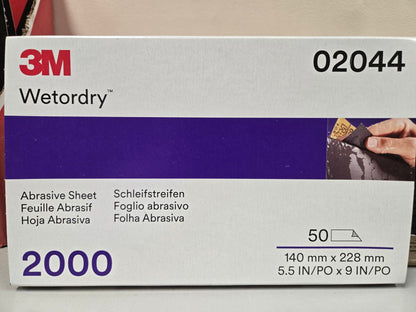 3M
02044
Wetordry™
Abrasive Sheet
Feuille Abrasif
Hoja Abrasiva
Schleifstreifen
Foglio abrasivo
Folha Abrasiva
2000
50
140 mm x 228 mm
5.5 IN/PO x 9 IN/PO